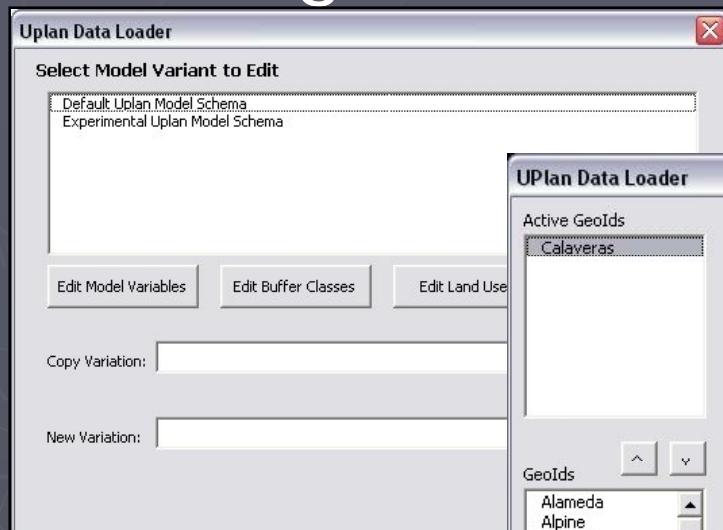 Uplan Data Loader
Select Model Variant to Edit
Default Uplan Model Schema
Experimental Uplan Model Schema
Edit Model Variables
Edit Buffer Classes
Edit Land Use
Copy Variation:
New Variation:
UPlan Data Loader
Active GeoIds
Calaveras
GeoIds
Alameda
Alpine